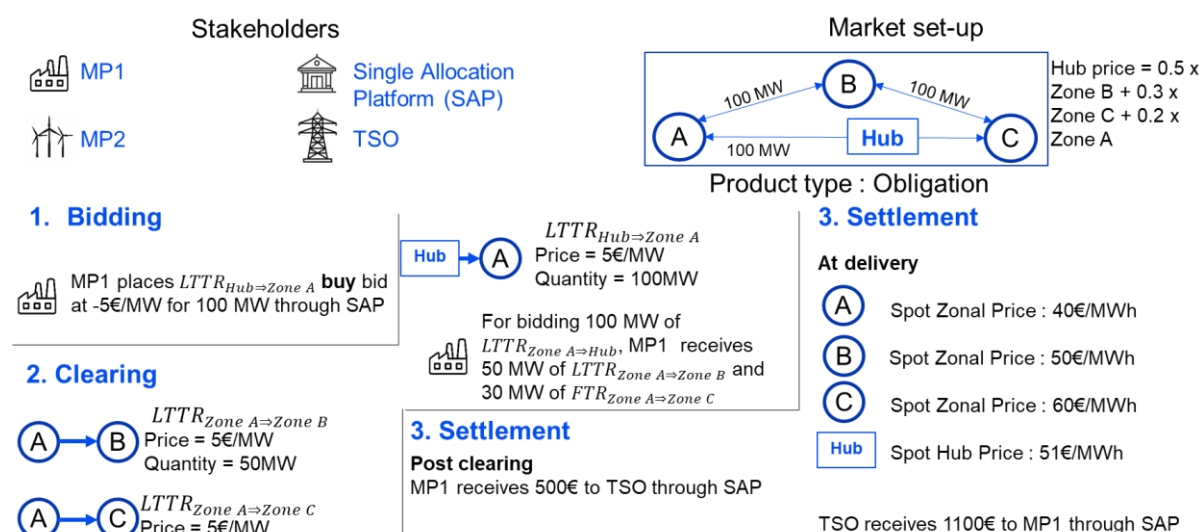 Stakeholders
MP1
Single Allocation
Platform (SAP)
MP2
TSO
Market set-up
B
100 MW
100 MW
A
Hub
C
100 MW
Hub price = 0.5 x
Zone B + 0.3 x
Zone C + 0.2 x
Zone A
Product type : Obligation
1. Bidding
MP1 places LTTR Hub⇒Zone A buy bid
at -5€/MW for 100 MW through SAP
2. Clearing
LTTR Zone A⇒Zone B
A
B
Price = 5€/MW
Quantity = 50MW
LTTR Zone A⇒Zone C
A
C
Price = 5€/MW
LTTR Hub⇒Zone A
Hub
A
Price = 5€/MW
Quantity = 100MW
For bidding 100 MW of
LTTR Zone A⇒Hub, MP1 receives
50 MW of LTTR Zone A⇒Zone B and
30 MW of FTR Zone A⇒Zone C
3. Settlement
Post clearing
MP1 receives 500€ to TSO through SAP
3. Settlement
At delivery
A
Spot Zonal Price : 40€/MWh
B
Spot Zonal Price : 50€/MWh
C
Spot Zonal Price : 60€/MWh
Hub
Spot Hub Price : 51€/MWh
TSO receives 1100€ to MP1 through SAP